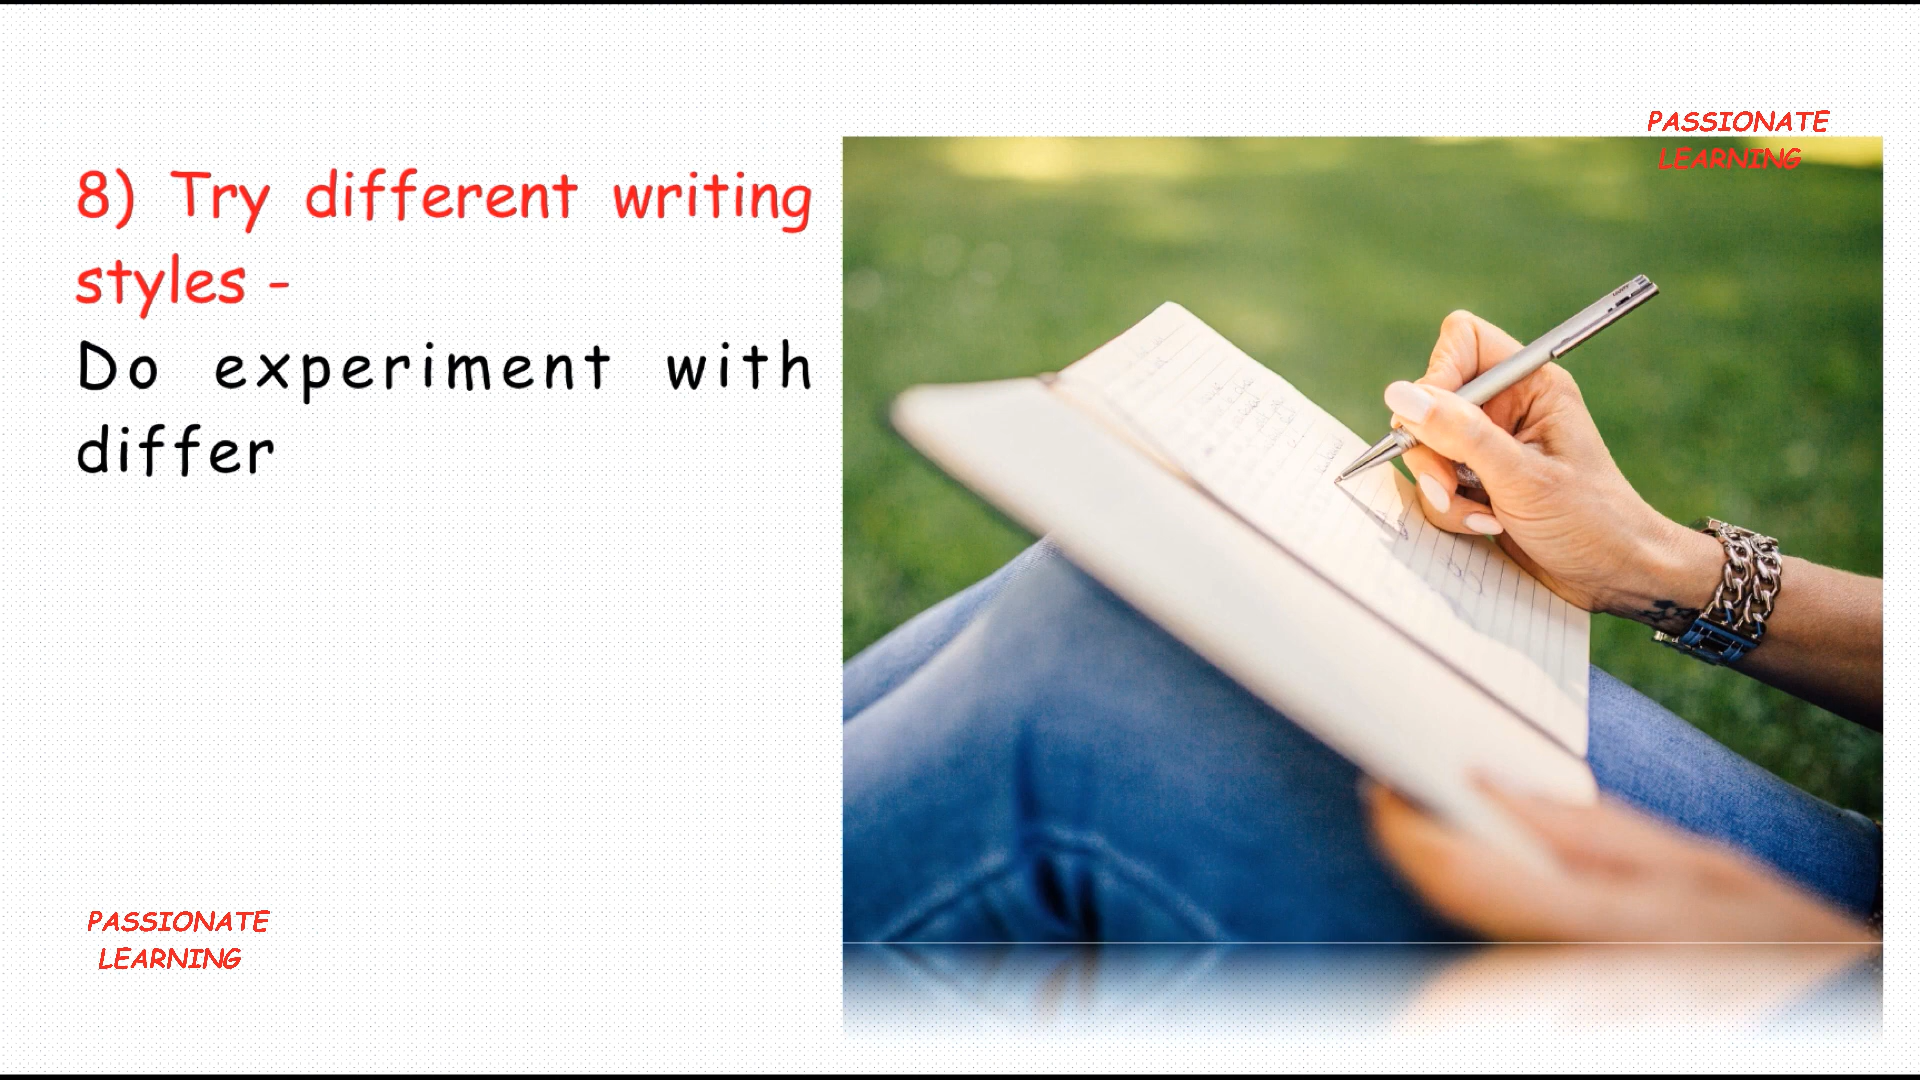 PASSIONATE
LEARNING
8) Try different writing
styles -
Do experiment with
differ
PASSIONATE
LEARNING